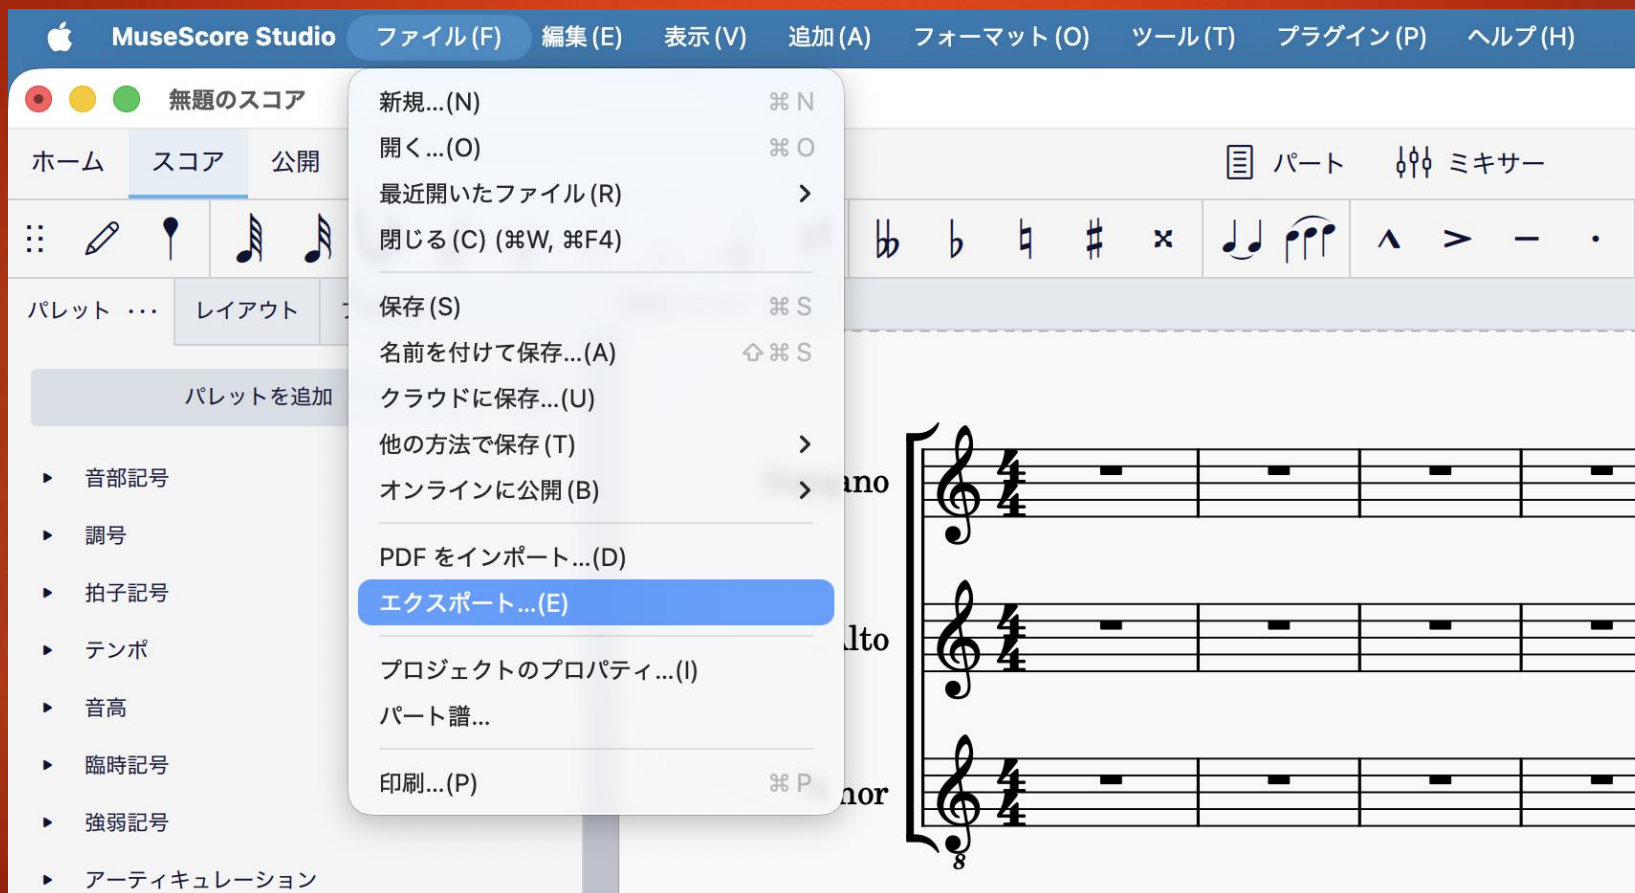 MuseScore Studio ファイル(F) 編集(E) 表示(V) 追加(A) フォーマット(O) ツール(T) プラグイン(P) ヘルプ(H)
無題のスコア
ホーム スコア 公開
パート ミキサー
パレット ... レイアウト
パレットを追加
音部記号
調号
拍子記号
テンポ
音高
臨時記号
強弱記号
アーティキュレーション
新規...(N) ⌘ N
開く...(O) ⌘ O
最近開いたファイル(R)
閉じる(C) (⌘W, ⌘F4)
保存(S) ⌘ S
名前を付けて保存...(A) ⇧ ⌘ S
クラウドに保存...(U)
他の方法で保存(T)
オンラインに公開(B)
PDF をインポート...(D)
エクスポート...(E)
プロジェクトのプロパティ...(I)
パート譜...
印刷...(P) ⌘ P
ano
lto
nor
8